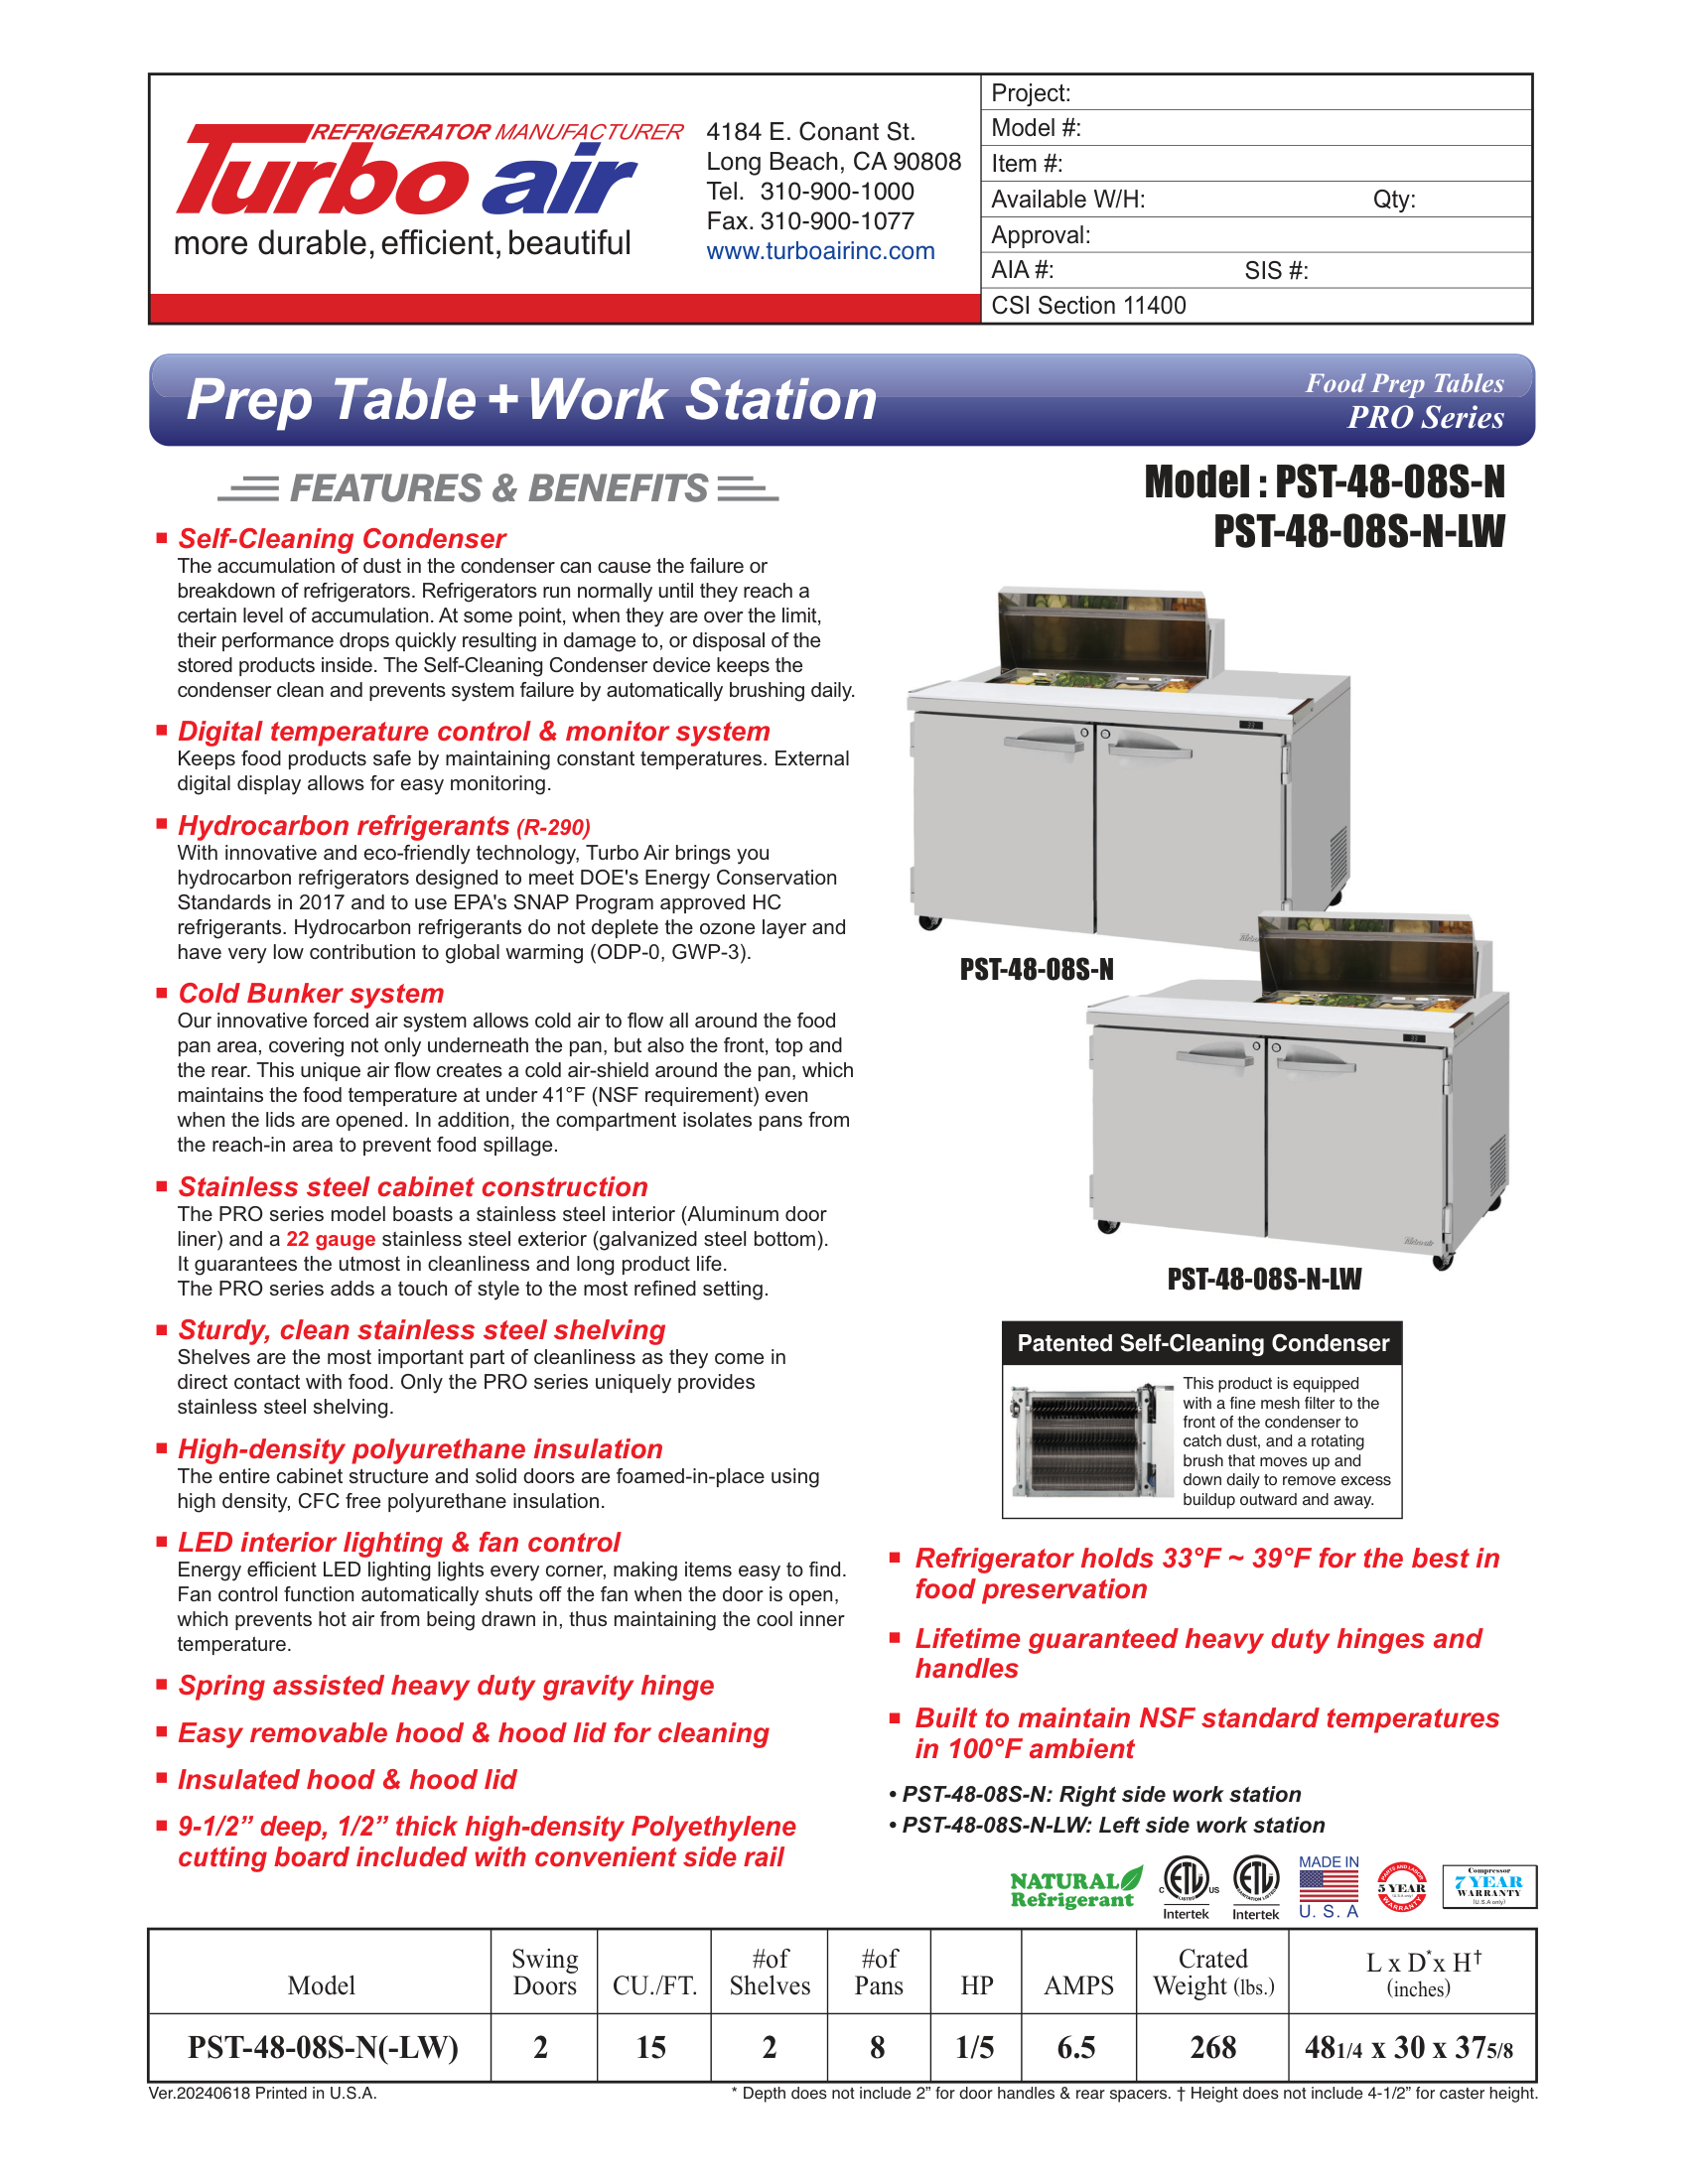 REFRIGERATOR MANUFACTURER
Turbo air
more durable, efficient, beautiful
4184 E. Conant St.
Long Beach, CA 90808
Tel. 310-900-1000
Fax. 310-900-1077
www.turboairinc.com
Project:
Model #:
Item #:
Available W/H: Qty:
Approval:
AIA #: SIS #:
CSI Section 11400
Prep Table + Work Station
Food Prep Tables
PRO Series
FEATURES & BENEFITS
Model : PST-48-08S-N
PST-48-08S-N-LW
Self-Cleaning Condenser
The accumulation of dust in the condenser can cause the failure or
breakdown of refrigerators. Refrigerators run normally until they reach a
certain level of accumulation. At some point, when they are over the limit,
their performance drops quickly resulting in damage to, or disposal of the
stored products inside. The Self-Cleaning Condenser device keeps the
condenser clean and prevents system failure by automatically brushing daily.
Digital temperature control & monitor system
Keeps food products safe by maintaining constant temperatures. External
digital display allows for easy monitoring.
Hydrocarbon refrigerants (R-290)
With innovative and eco-friendly technology, Turbo Air brings you
hydrocarbon refrigerators designed to meet DOE's Energy Conservation
Standards in 2017 and to use EPA's SNAP Program approved HC
refrigerants. Hydrocarbon refrigerants do not deplete the ozone layer and
have very low contribution to global warming (ODP-0, GWP-3).
Cold Bunker system
Our innovative forced air system allows cold air to flow all around the food
pan area, covering not only underneath the pan, but also the front, top and
the rear. This unique air flow creates a cold air-shield around the pan, which
maintains the food temperature at under 41°F (NSF requirement) even
when the lids are opened. In addition, the compartment isolates pans from
the reach-in area to prevent food spillage.
Stainless steel cabinet construction
The PRO series model boasts a stainless steel interior (Aluminum door
liner) and a 22 gauge stainless steel exterior (galvanized steel bottom).
It guarantees the utmost in cleanliness and long product life.
The PRO series adds a touch of style to the most refined setting.
Sturdy, clean stainless steel shelving
Shelves are the most important part of cleanliness as they come in
direct contact with food. Only the PRO series uniquely provides
stainless steel shelving.
High-density polyurethane insulation
The entire cabinet structure and solid doors are foamed-in-place using
high density, CFC free polyurethane insulation.
LED interior lighting & fan control
Energy efficient LED lighting lights every corner, making items easy to find.
Fan control function automatically shuts off the fan when the door is open,
which prevents hot air from being drawn in, thus maintaining the cool inner
temperature.
Spring assisted heavy duty gravity hinge
Easy removable hood & hood lid for cleaning
Insulated hood & hood lid
9-1/2” deep, 1/2” thick high-density Polyethylene
cutting board included with convenient side rail
PST-48-08S-N
Turbo air
PST-48-08S-N-LW
Patented Self-Cleaning Condenser
This product is equipped
with a fine mesh filter to the
front of the condenser to
catch dust, and a rotating
brush that moves up and
down daily to remove excess
buildup outward and away.
Refrigerator holds 33°F ~ 39°F for the best in
food preservation
Lifetime guaranteed heavy duty hinges and
handles
Built to maintain NSF standard temperatures
in 100°F ambient
• PST-48-08S-N: Right side work station
• PST-48-08S-N-LW: Left side work station
NATURAL
Refrigerant
C ETL US
LISTED
Intertek
ETL
SANITATION LISTED
Intertek
MADE IN
U. S. A
PARTS AND LABOR
5 YEAR
(U.S.A only)
WARRANTY
Compressor
7 YEAR
WARRANTY
(U.S.A only)
Model Swing Doors CU./FT. #of Shelves #of Pans HP AMPS Crated Weight (lbs.) L x D* x H† (inches)
PST-48-08S-N(-LW) 2 15 2 8 1/5 6.5 268 481/4 x 30 x 375/8
Ver.20240618 Printed in U.S.A.
* Depth does not include 2” for door handles & rear spacers. † Height does not include 4-1/2” for caster height.